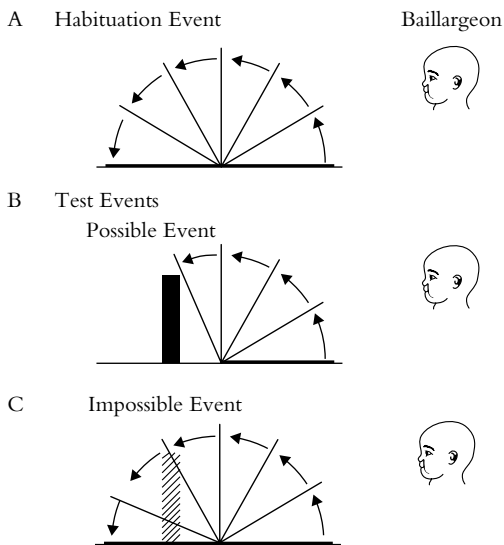 A Habituation Event Baillargeon
B Test Events
Possible Event
C Impossible Event